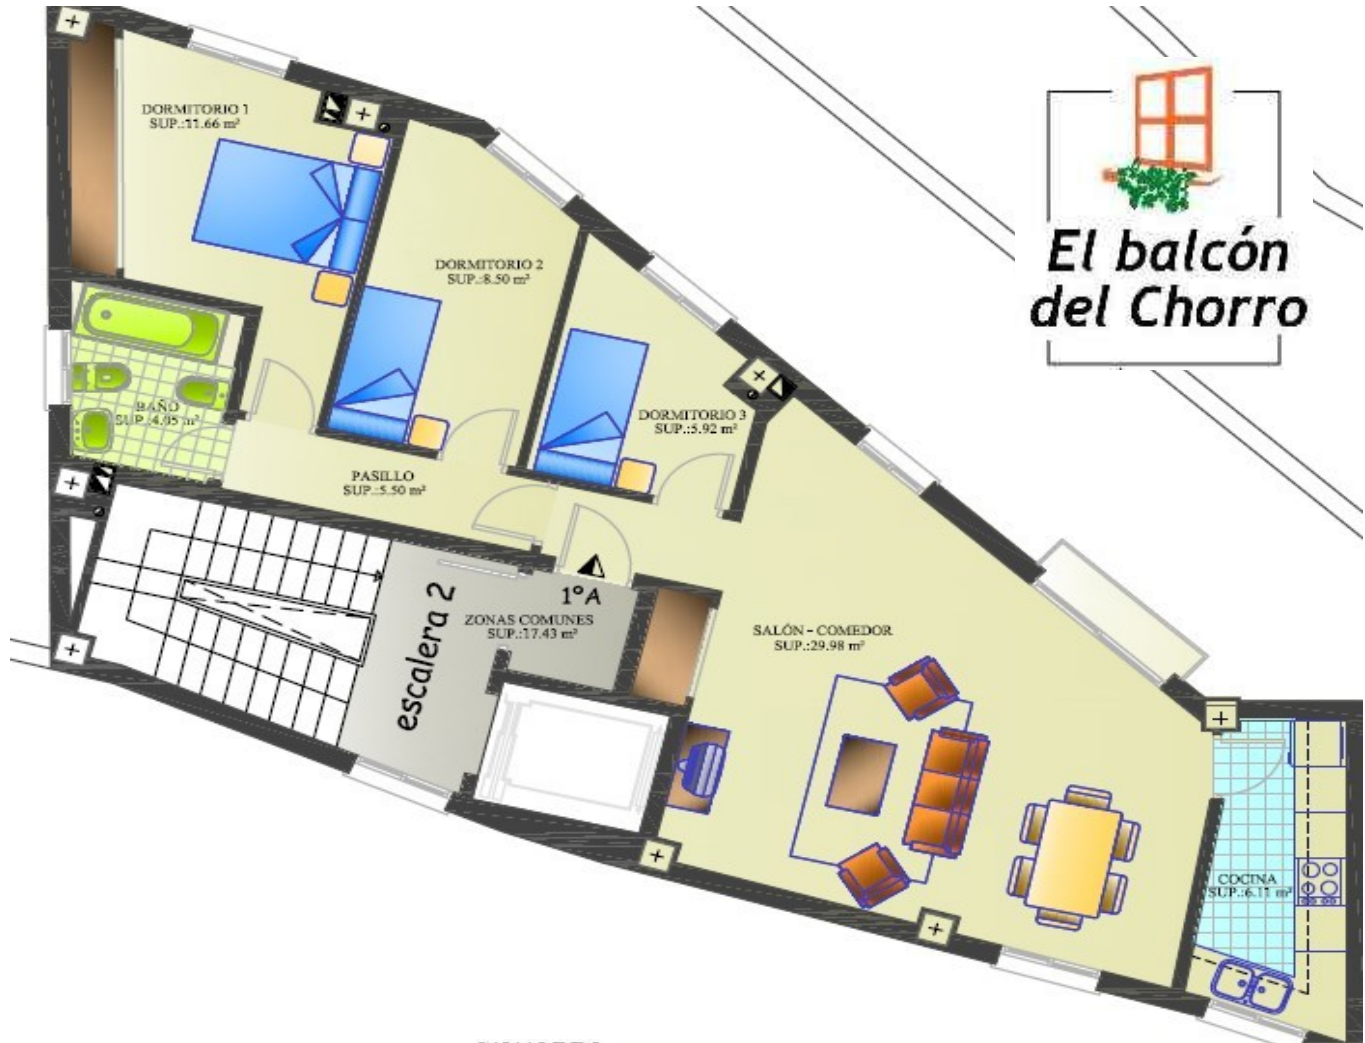 DORMITORIO 1
SUP.:11.66 m²
El balcón
del Chorro
DORMITORIO 2
SUP.:8.50 m²
BAÑO
SUP.:4.05 m²
DORMITORIO 3
SUP.:5.92 m²
PASILLO
SUP.:5.50 m²
1ºA
escalera 2
ZONAS COMUNES
SUP.:17.43 m²
SALÓN - COMEDOR
SUP.:29.98 m²
COCINA
SUP.:6.11 m²